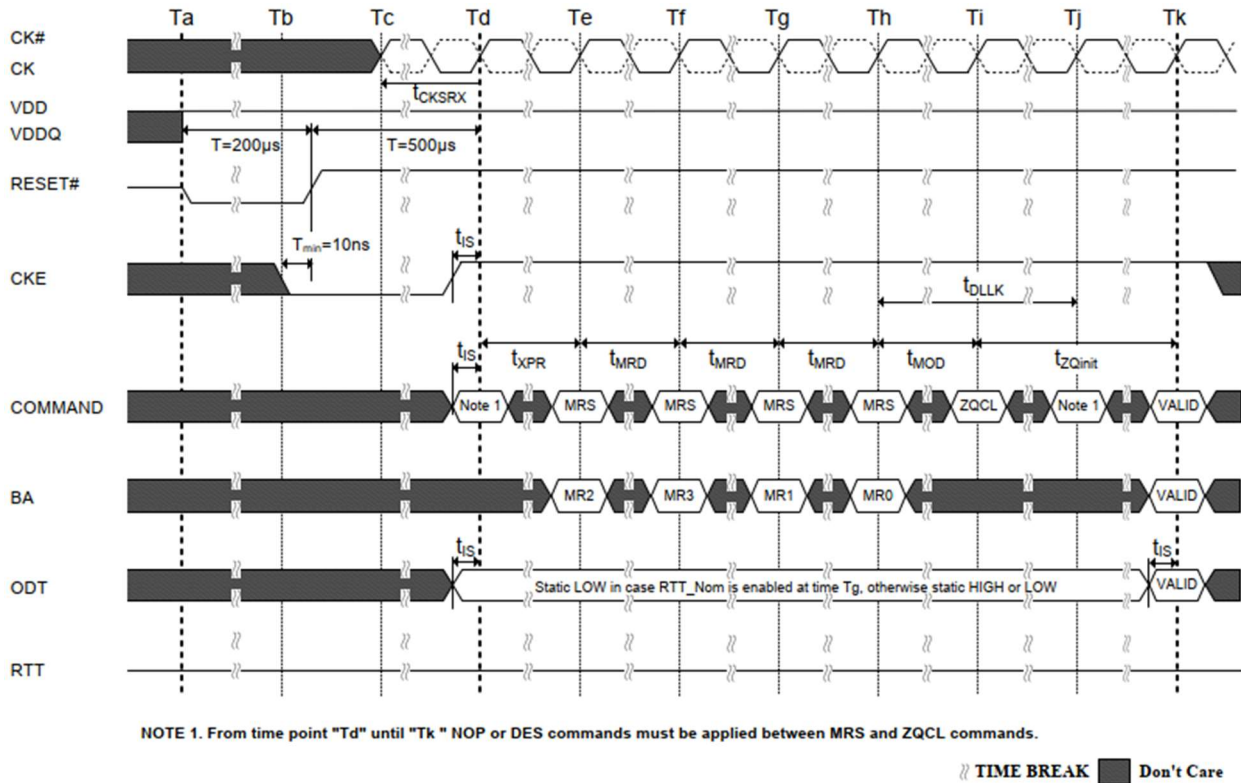 Ta Tb Tc Td Te Tf Tg Th Ti Tj Tk
CK#
CK
tCKSRX
VDD
VDDQ
T=200μs T=500μs
RESET#
Tmin=10ns tIS
CKE
tDLLK
tIS tXPR tMRD tMRD tMRD tMOD tZQinit
COMMAND Note 1 MRS MRS MRS MRS ZQCL Note 1 VALID
BA MR2 MR3 MR1 MR0 VALID
tIS tIS
ODT Static LOW in case RTT_Nom is enabled at time Tg, otherwise static HIGH or LOW VALID
RTT
NOTE 1. From time point "Td" until "Tk " NOP or DES commands must be applied between MRS and ZQCL commands.
TIME BREAK Don't Care